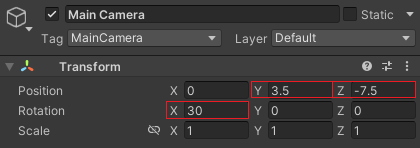 Main Camera Static
Tag MainCamera Layer Default
Transform
Position X 0 Y 3.5 Z -7.5
Rotation X 30 Y 0 Z 0
Scale X 1 Y 1 Z 1